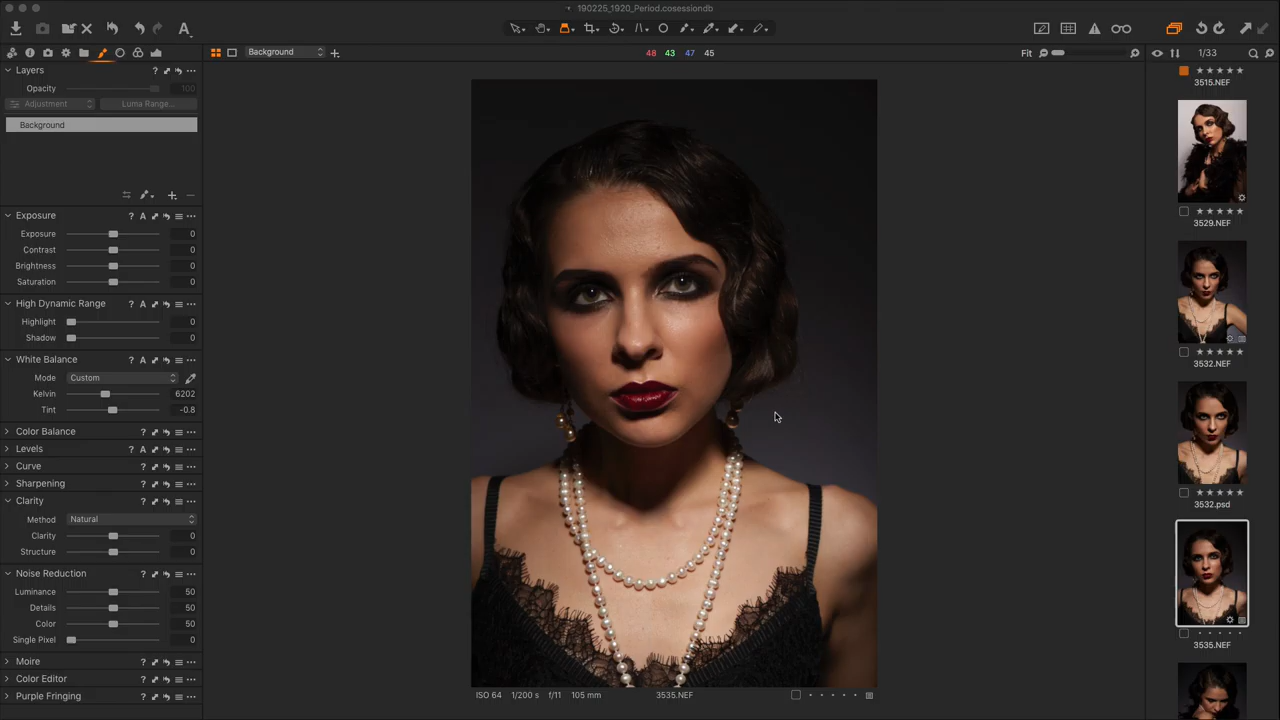 190225_1920_Period.cosessiondb
A
Background
+
48 43 47 45
Fit
1/33
Layers ? ...
Opacity 100
Adjustment Luma Range...
Background
Exposure ? A
Exposure 0
Contrast 0
Brightness 0
Saturation 0
High Dynamic Range ?
Highlight 0
Shadow 0
White Balance ? A
Mode Custom
Kelvin 6202
Tint -0.8
Color Balance ?
Levels ? A
Curve ?
Sharpening ?
Clarity ?
Method Natural
Clarity 0
Structure 0
Noise Reduction ?
Luminance 50
Details 50
Color 50
Single Pixel 0
Moire ?
Color Editor ?
Purple Fringing ?
ISO 64 1/200 s f/11 105 mm 3535.NEF
3515.NEF
3529.NEF
3532.NEF
3532.psd
3535.NEF